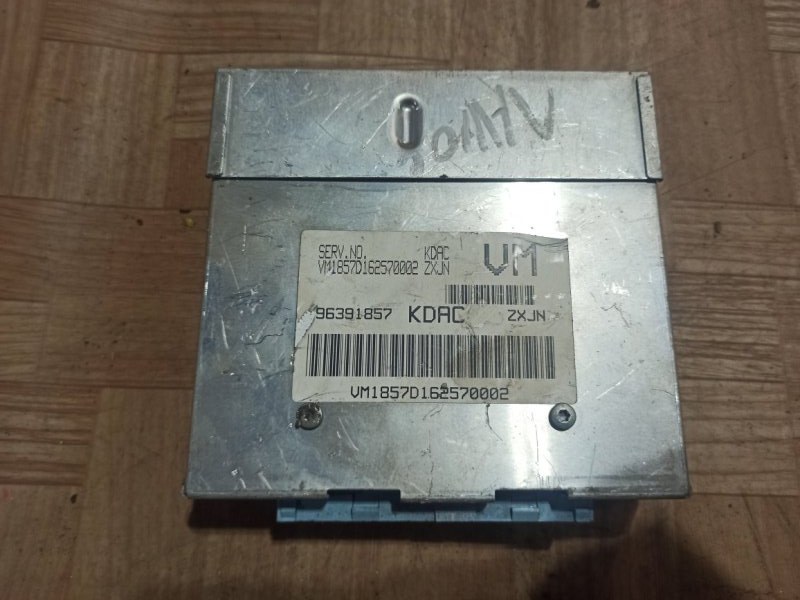 SERV.NO. KDAC VM
VM1857D162570002 ZXJN
96391857 KDAC ZXJN
VM1857D162570002